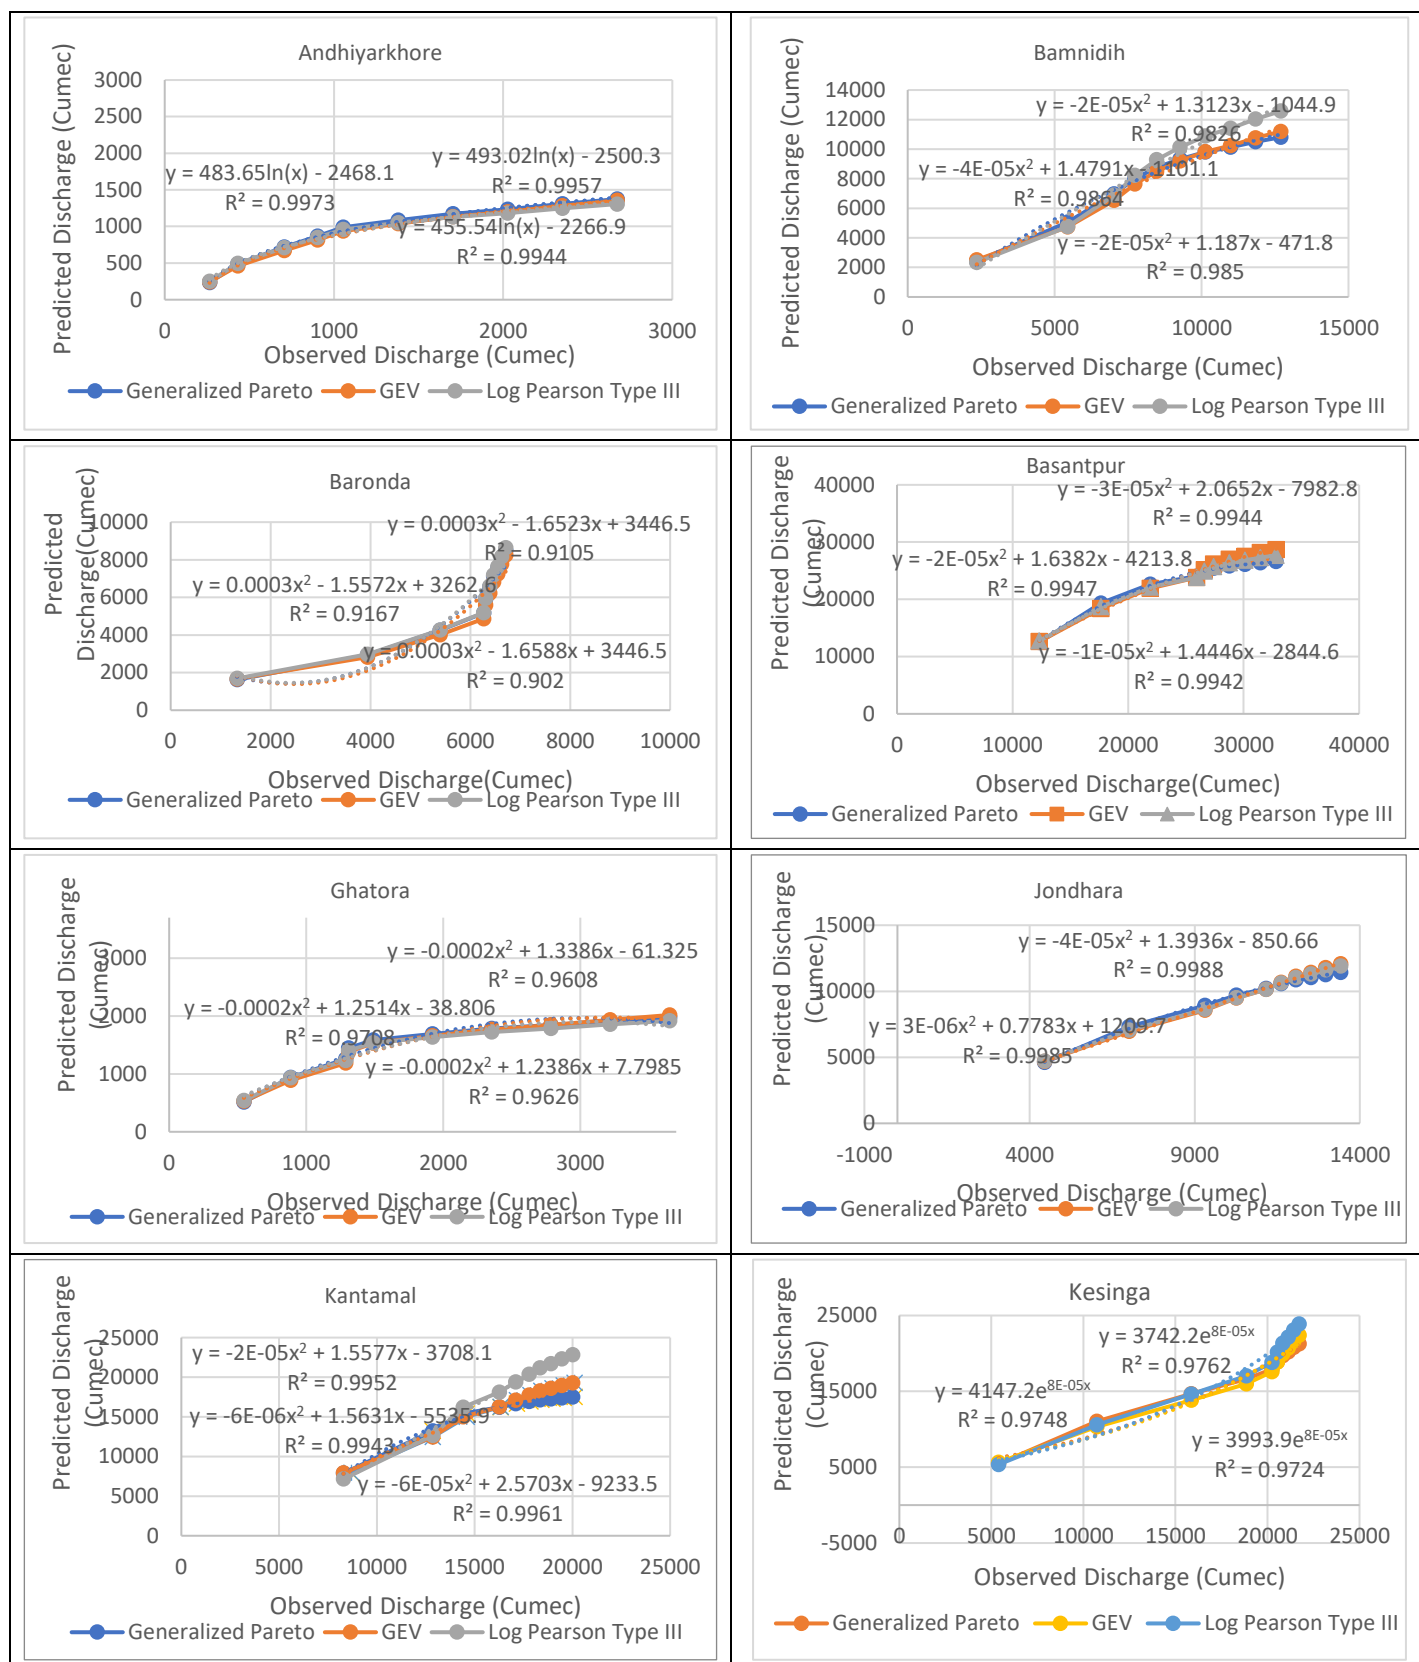 Andhiyarkhore
Predicted Discharge (Cumec)
3000
2500
2000
1500
1000
500
0
y = 483.65ln(x) - 2468.1
R² = 0.9973
y = 493.02ln(x) - 2500.3
R² = 0.9957
y = 455.54ln(x) - 2266.9
R² = 0.9944
0 1000 2000 3000
Observed Discharge (Cumec)
Generalized Pareto GEV Log Pearson Type III
Bamnidih
Predicted Discharge (Cumec)
14000
12000
10000
8000
6000
4000
2000
0
y = -2E-05x² + 1.3123x - 1044.9
R² = 0.9826
y = -4E-05x² + 1.4791x - 1101.1
R² = 0.9864
y = -2E-05x² + 1.187x - 471.8
R² = 0.985
0 5000 10000 15000
Observed Discharge (Cumec)
Generalized Pareto GEV Log Pearson Type III
Baronda
Predicted
Discharge(Cumec)
10000
8000
6000
4000
2000
0
y = 0.0003x² - 1.6523x + 3446.5
R² = 0.9105
y = 0.0003x² - 1.5572x + 3262.6
R² = 0.9167
y = 0.0003x² - 1.6588x + 3446.5
R² = 0.902
0 2000 4000 6000 8000 10000
Observed Discharge(Cumec)
Generalized Pareto GEV Log Pearson Type III
Basantpur
Predicted Discharge
(Cumec)
40000
30000
20000
10000
0
y = -3E-05x² + 2.0652x - 7982.8
R² = 0.9944
y = -2E-05x² + 1.6382x - 4213.8
R² = 0.9947
y = -1E-05x² + 1.4446x - 2844.6
R² = 0.9942
0 10000 20000 30000 40000
Observed Discharge(Cumec)
Generalized Pareto GEV Log Pearson Type III
Ghatora
Predicted Discharge
(Cumec)
3000
2000
1000
0
y = -0.0002x² + 1.3386x - 61.325
R² = 0.9608
y = -0.0002x² + 1.2514x - 38.806
R² = 0.9708
y = -0.0002x² + 1.2386x + 7.7985
R² = 0.9626
0 1000 2000 3000
Observed Discharge (Cumec)
Generalized Pareto GEV Log Pearson Type III
Jondhara
Predicted Discharge
(Cumec)
15000
10000
5000
0
y = -4E-05x² + 1.3936x - 850.66
R² = 0.9988
y = 3E-06x² + 0.7783x + 1209.7
R² = 0.9985
-1000 4000 9000 14000
Observed Discharge (Cumec)
Generalized Pareto GEV Log Pearson Type III
Kantamal
Predicted Discharge
(Cumec)
25000
20000
15000
10000
5000
0
y = -2E-05x² + 1.5577x - 3708.1
R² = 0.9952
y = -6E-06x² + 1.5631x - 5535.9
R² = 0.9943
y = -6E-05x² + 2.5703x - 9233.5
R² = 0.9961
0 5000 10000 15000 20000 25000
Observed Discharge (Cumec)
Generalized Pareto GEV Log Pearson Type III
Kesinga
Predicted Discharge
(Cumec)
25000
15000
5000
-5000
y = 3742.2e^8E-05x
R² = 0.9762
y = 4147.2e^8E-05x
R² = 0.9748
y = 3993.9e^8E-05x
R² = 0.9724
0 5000 10000 15000 20000 25000
Observed Discharge (Cumec)
Generalized Pareto GEV Log Pearson Type III